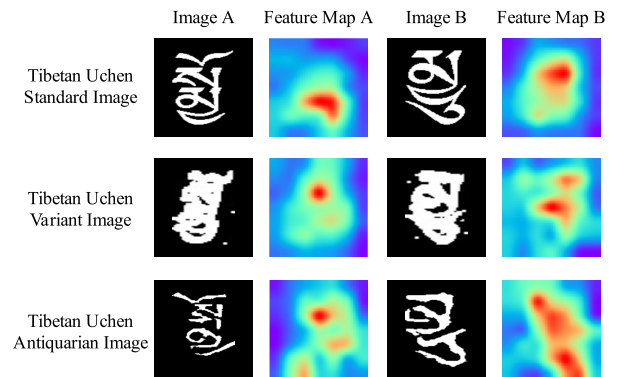 Image A Feature Map A Image B Feature Map B
Tibetan Uchen
Standard Image
Tibetan Uchen
Variant Image
Tibetan Uchen
Antiquarian Image